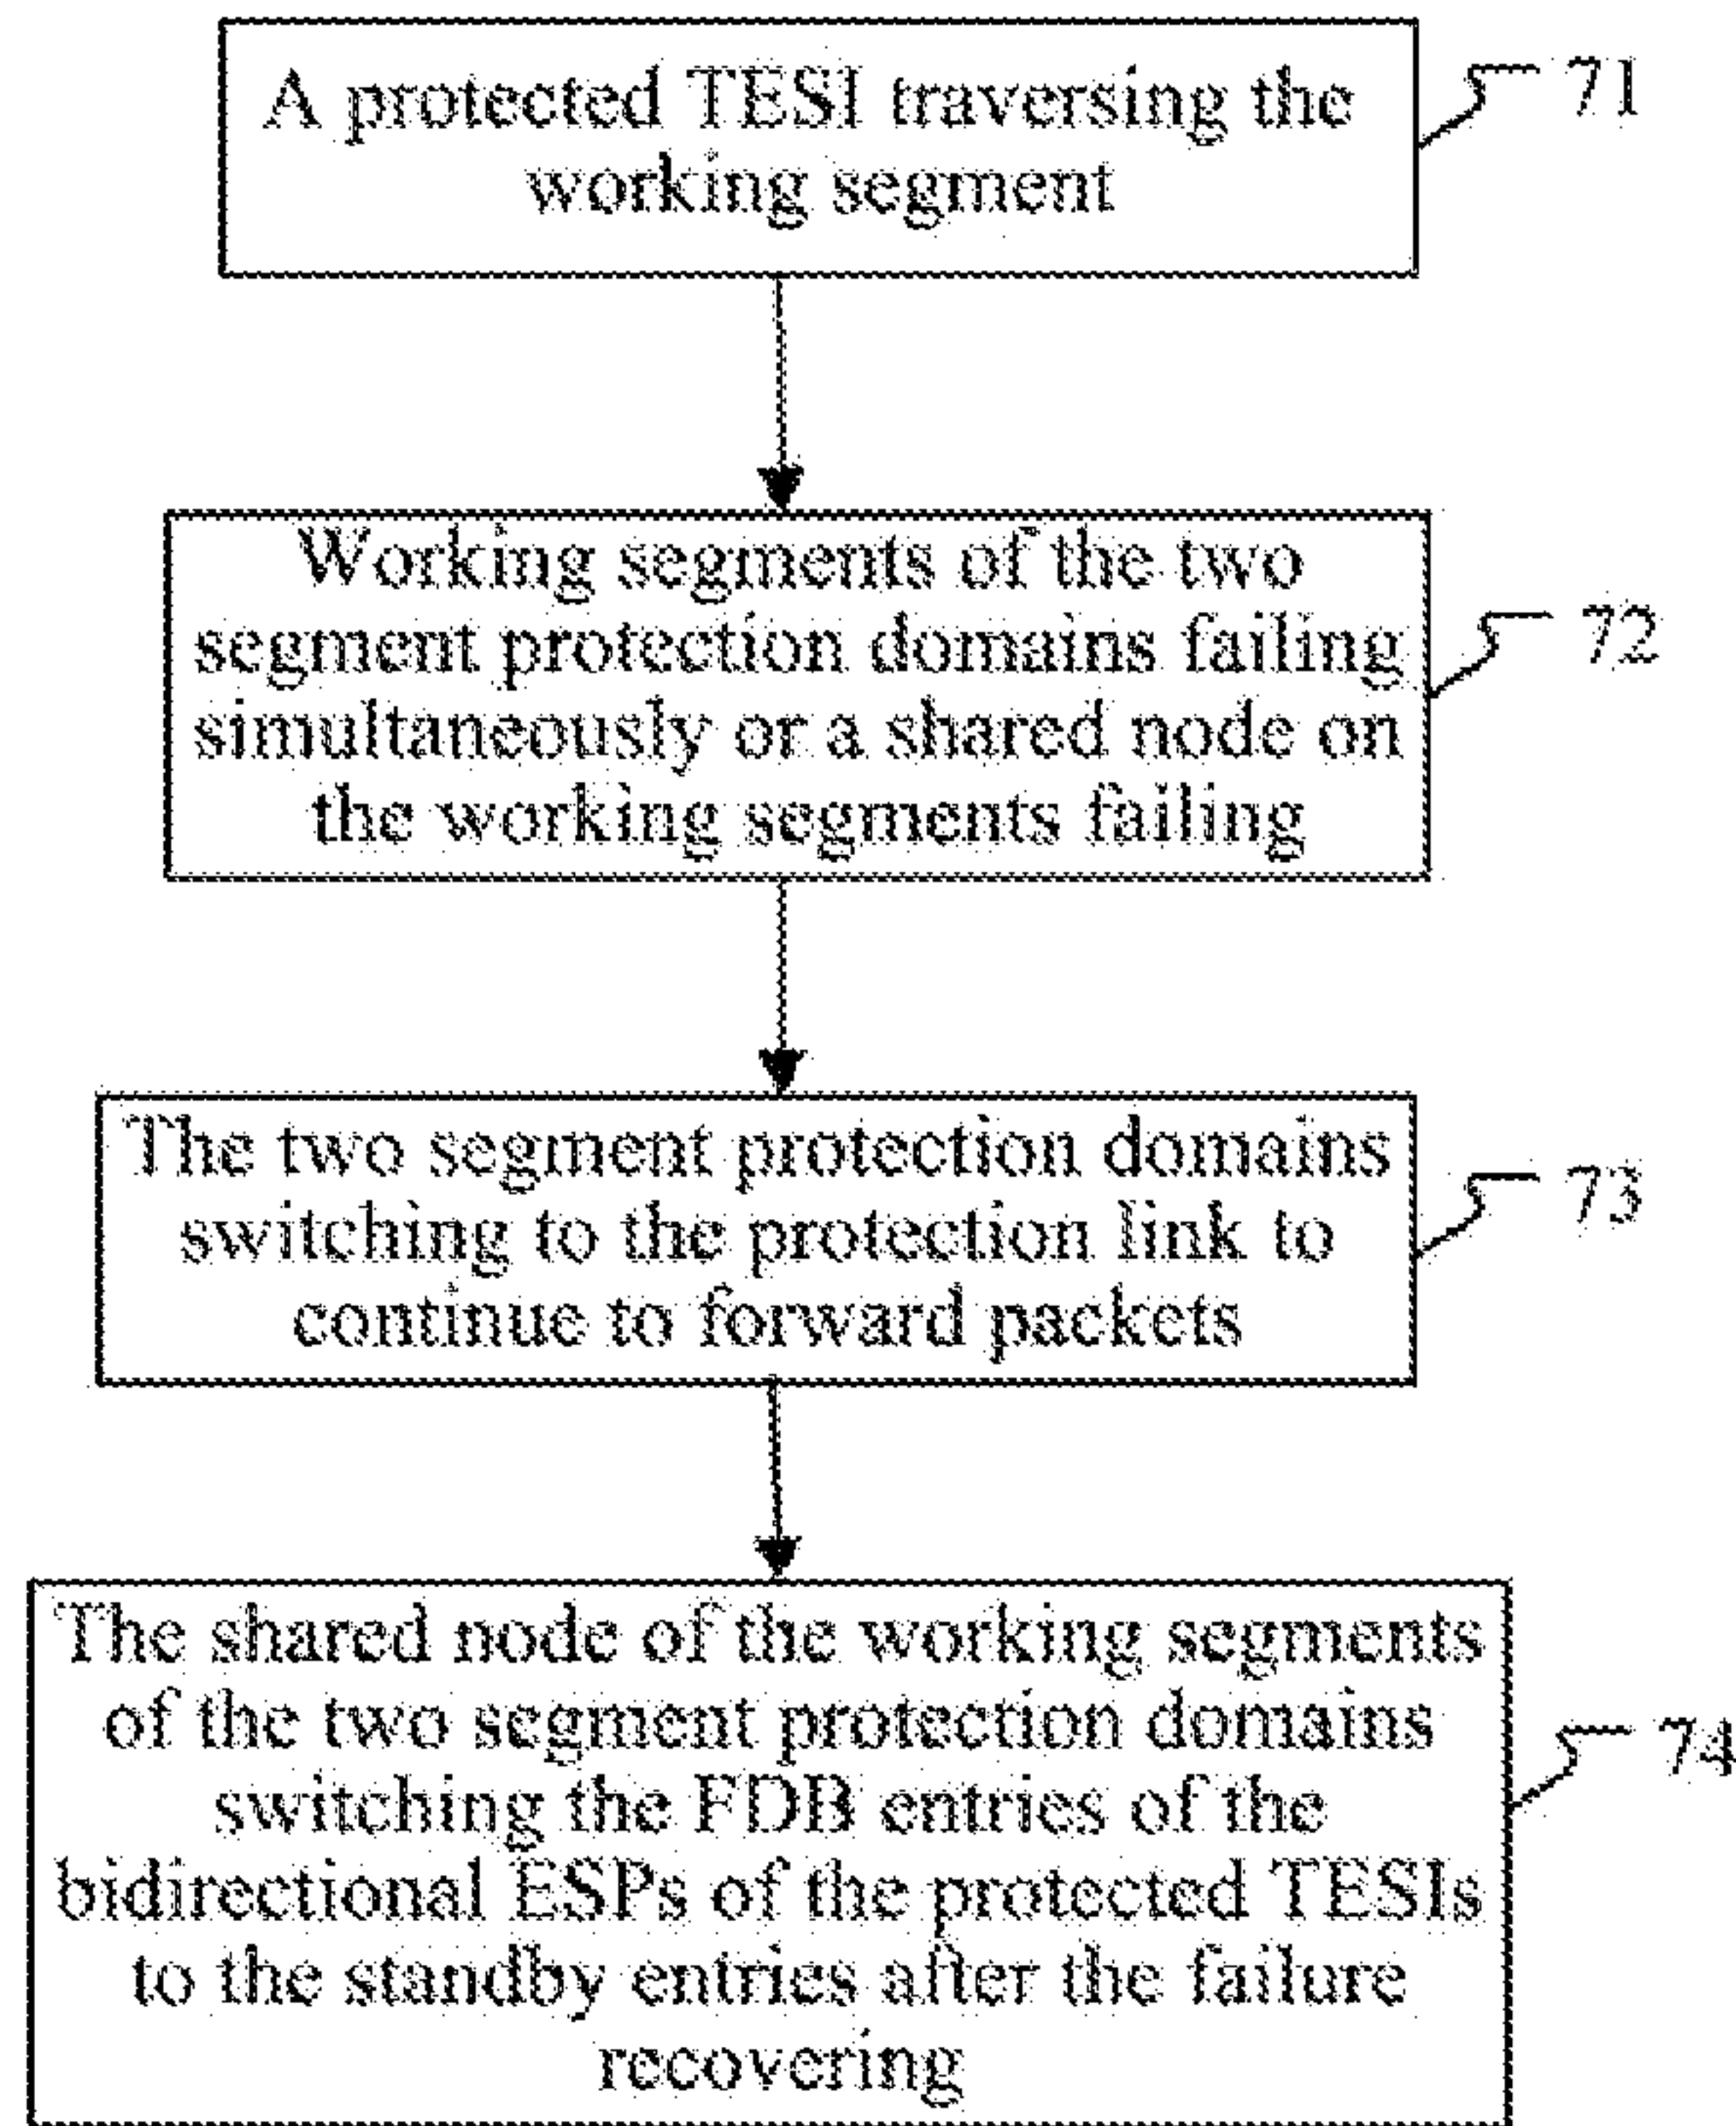 A protected TESI traversing the
working segment
71
Working segments of the two
segment protection domains failing
simultaneously or a shared node on
the working segments failing
72
The two segment protection domains
switching to the protection link to
continue to forward packets
73
The shared node of the working segments
of the two segment protection domains
switching the FDB entries of the
bidirectional ESPs of the protected TESIs
to the standby entries after the failure
recovering
74